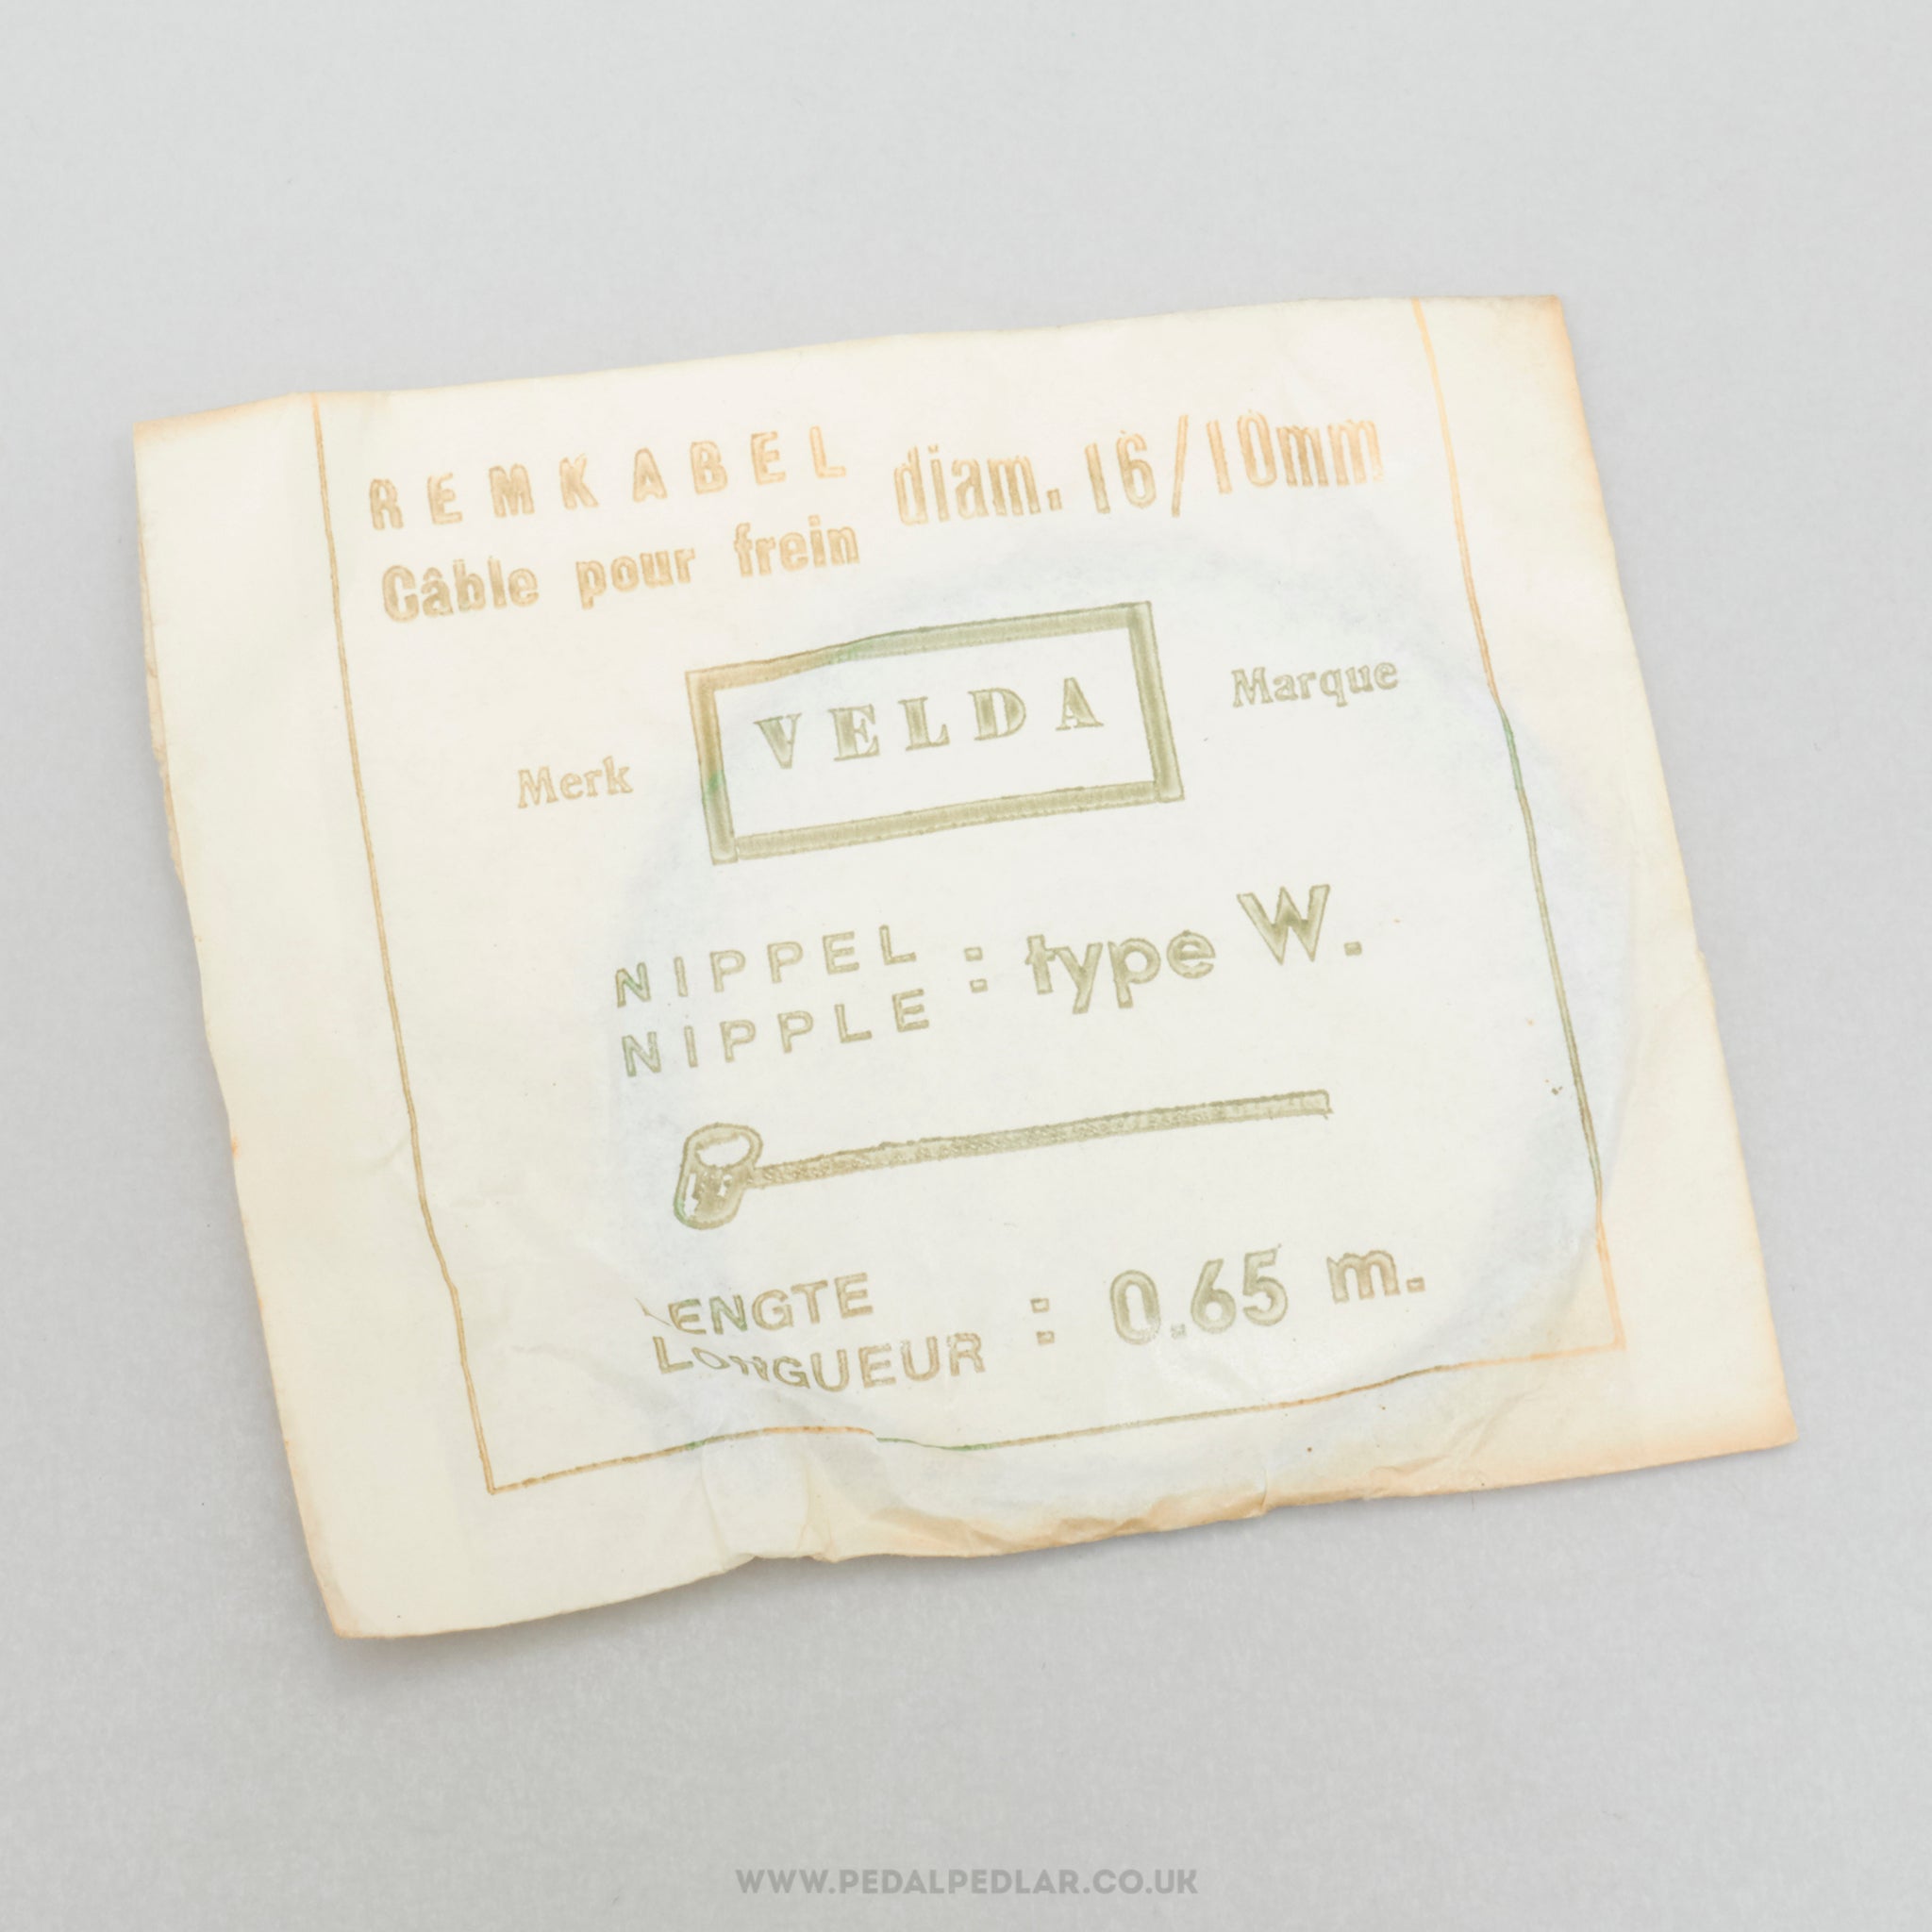 REMKABEL diam. 16/10mm
Câble pour frein
Merk VELDA Marque
NIPPEL : type W.
NIPPLE
LENGTE : 0.65 m.
LONGUEUR
WWW.PEDALPEDLAR.CO.UK